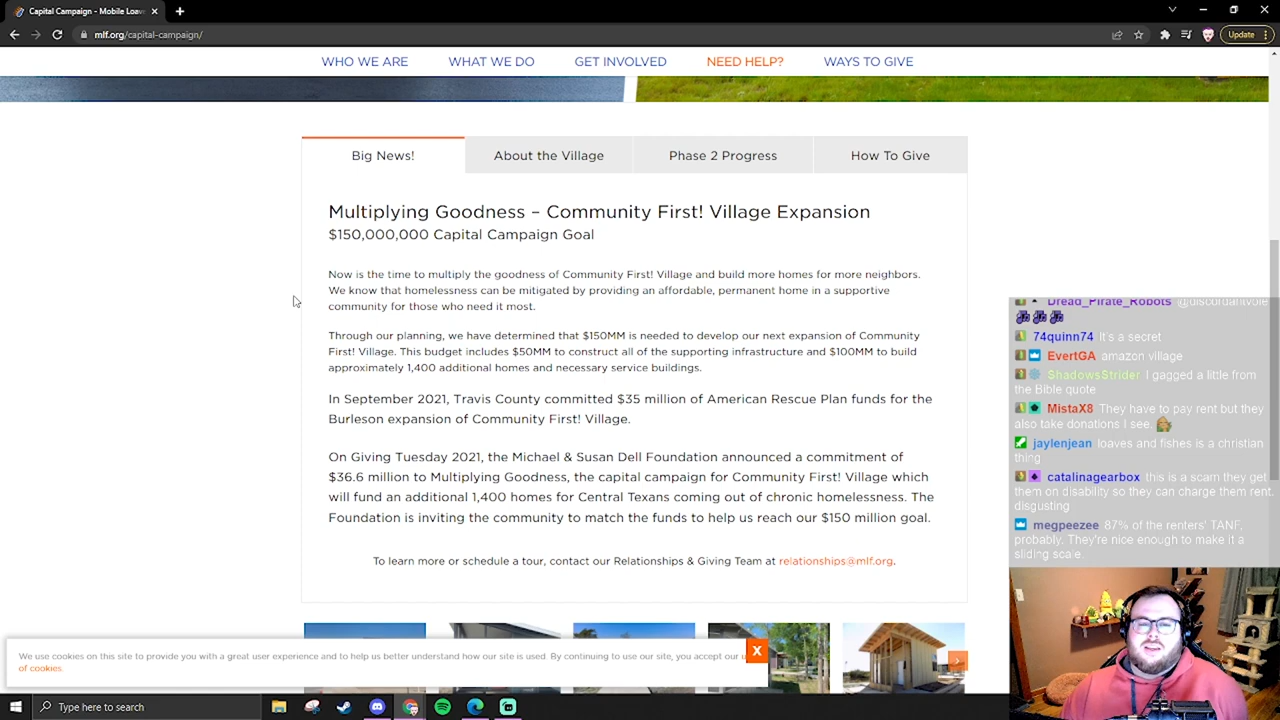 Capital Campaign - Mobile Loav
mlf.org/capital-campaign/
Update
WHO WE ARE
WHAT WE DO
GET INVOLVED
NEED HELP?
WAYS TO GIVE
Big News!
About the Village
Phase 2 Progress
How To Give
Multiplying Goodness – Community First! Village Expansion
$150,000,000 Capital Campaign Goal
Now is the time to multiply the goodness of Community First! Village and build more homes for more neighbors.
We know that homelessness can be mitigated by providing an affordable, permanent home in a supportive
community for those who need it most.
Through our planning, we have determined that $150MM is needed to develop our next expansion of Community
First! Village. This budget includes $50MM to construct all of the supporting infrastructure and $100MM to build
approximately 1,400 additional homes and necessary service buildings.
In September 2021, Travis County committed $35 million of American Rescue Plan funds for the
Burleson expansion of Community First! Village.
On Giving Tuesday 2021, the Michael & Susan Dell Foundation announced a commitment of
$36.6 million to Multiplying Goodness, the capital campaign for Community First! Village which
will fund an additional 1,400 homes for Central Texans coming out of chronic homelessness. The
Foundation is inviting the community to match the funds to help us reach our $150 million goal.
To learn more or schedule a tour, contact our Relationships & Giving Team at relationships@mlf.org.
Dread_Pirate_Robots @discordantvole
74quinn74 It's a secret
EvertGA amazon village
ShadowsStrider I gagged a little from
the Bible quote
MistaX8 They have to pay rent but they
also take donations I see.
jaylenjean loaves and fishes is a christian
thing
catalinagearbox this is a scam they get
them on disability so they can charge them rent.
disgusting
megpeezee 87% of the renters' TANF,
probably. They're nice enough to make it a
sliding scale.
We use cookies on this site to provide you with a great user experience and to help us better understand how our site is used. By continuing to use our site, you accept our u
of cookies.
X
Type here to search